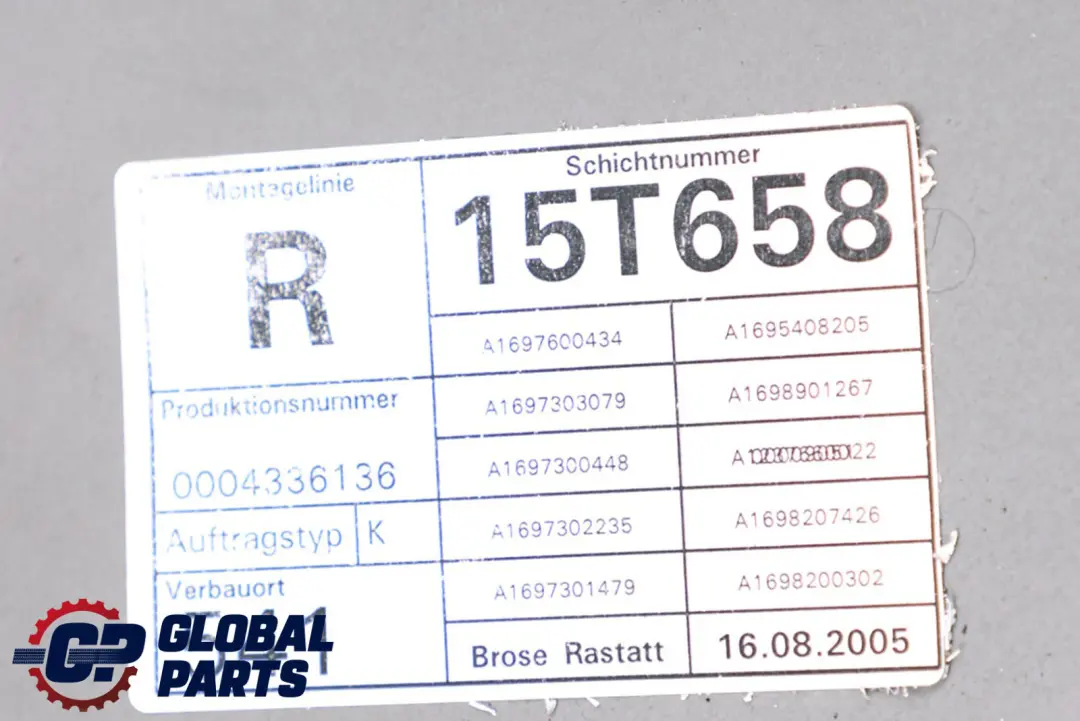 Montagelinie
R
Schichtnummer
15T658
A1697600434 A1695408205
A1697303079 A1698901267
A1697300448
A1697302235 A1698207426
A1697301479 A1698200302
Produktionsnummer
0004336136
Auftragstyp K
Verbauort
Brose Rastatt 16.08.2005
GP GLOBAL
PARTS